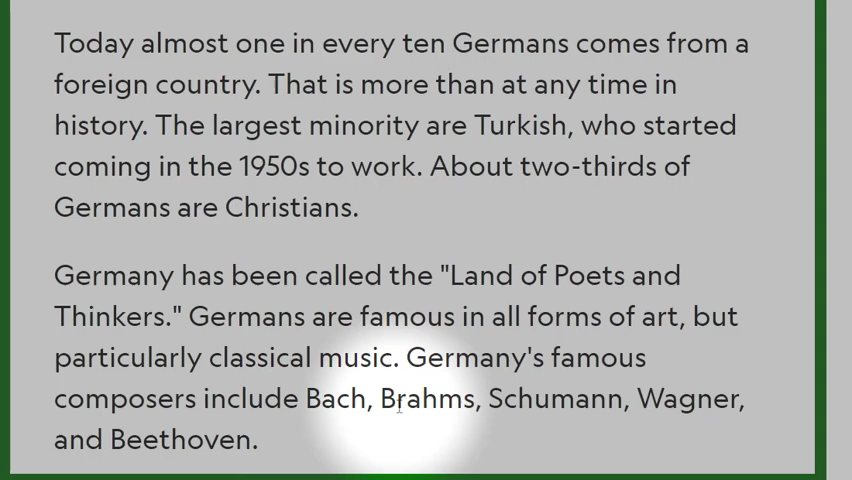 Today almost one in every ten Germans comes from a
foreign country. That is more than at any time in
history. The largest minority are Turkish, who started
coming in the 1950s to work. About two-thirds of
Germans are Christians.
Germany has been called the "Land of Poets and
Thinkers." Germans are famous in all forms of art, but
particularly classical music. Germany's famous
composers include Bach, Brahms, Schumann, Wagner,
and Beethoven.